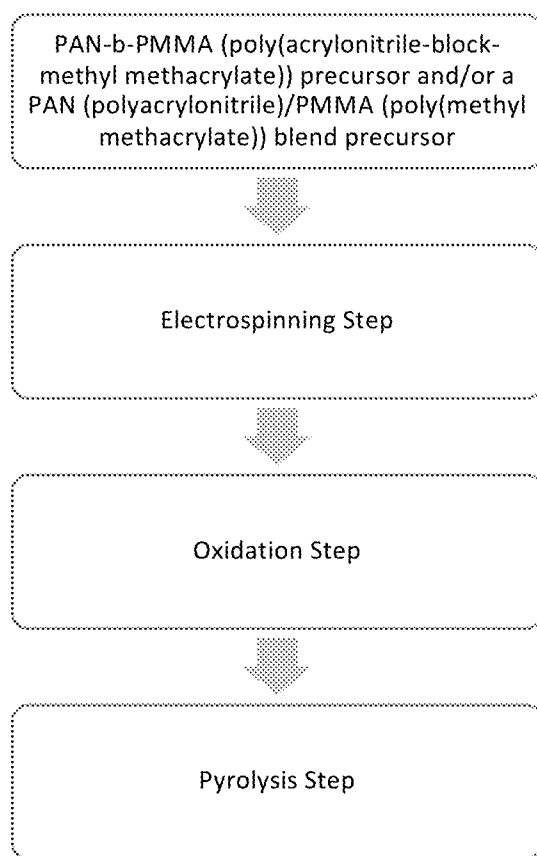 PAN-b-PMMA (poly(acrylonitrile-block-
methyl methacrylate)) precursor and/or a
PAN (polyacrylonitrile)/PMMA (poly(methyl
methacrylate)) blend precursor
Electrospinning Step
Oxidation Step
Pyrolysis Step